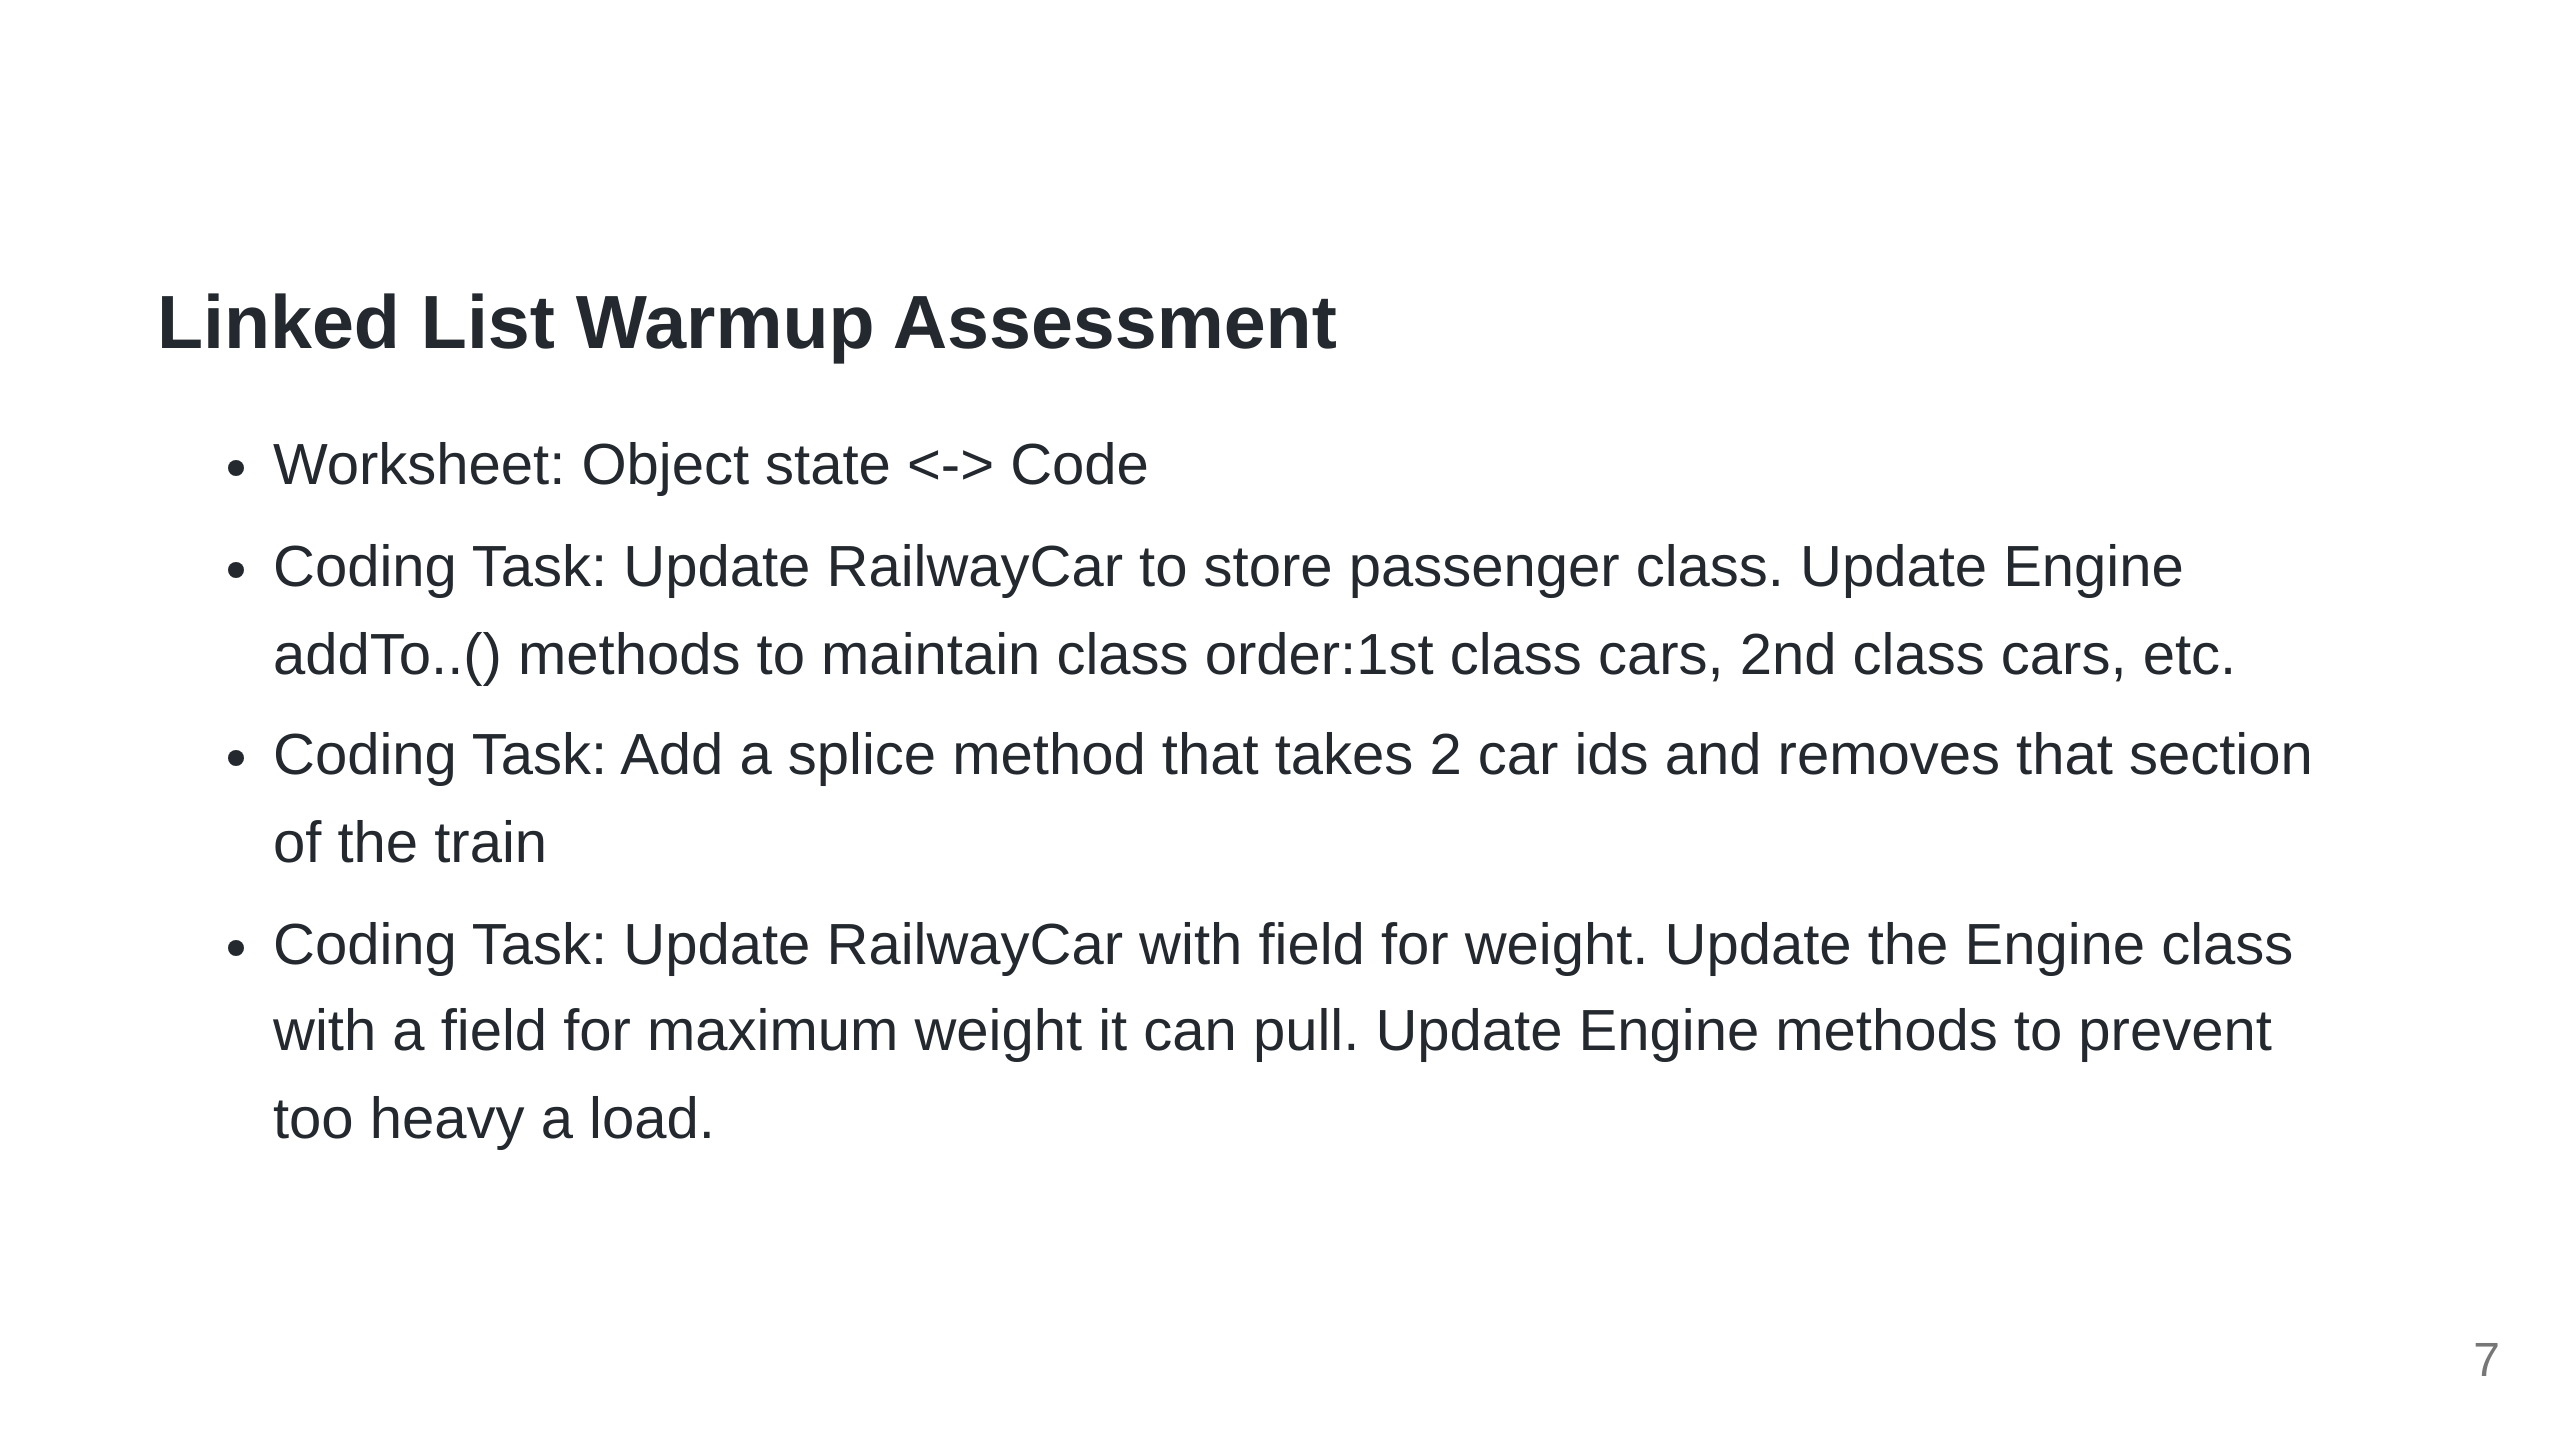 Linked List Warmup Assessment
• Worksheet: Object state <-> Code
• Coding Task: Update RailwayCar to store passenger class. Update Engine
addTo..() methods to maintain class order:1st class cars, 2nd class cars, etc.
• Coding Task: Add a splice method that takes 2 car ids and removes that section
of the train
• Coding Task: Update RailwayCar with field for weight. Update the Engine class
with a field for maximum weight it can pull. Update Engine methods to prevent
too heavy a load.
7